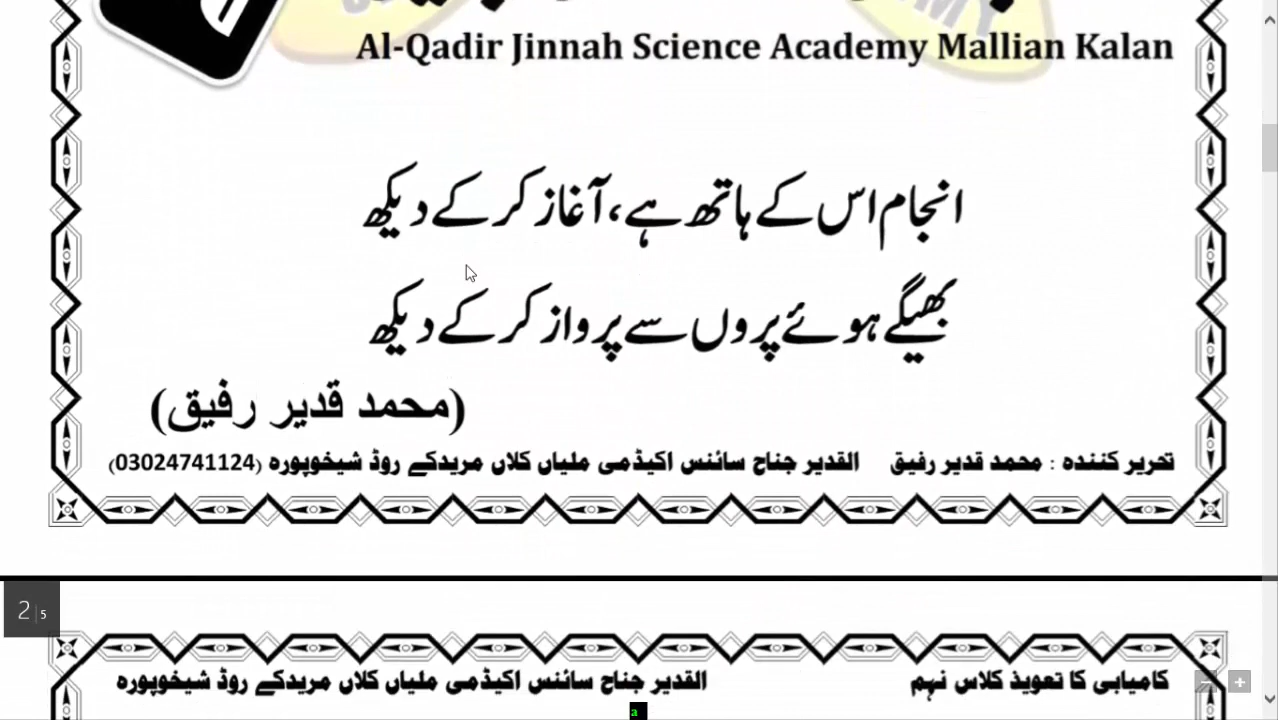 Al-Qadir Jinnah Science Academy Mallian Kalan
انجام اس کے ہاتھ ہے، آغاز کر کے دیکھ
بھیگے ہوئے پروں سے پرواز کر کے دیکھ
(محمد قدیر رفیق)
تحریر کنندہ : محمد قدیر رفیق القدیر جناح سائنس اکیڈمی ملیاں کلاں مریدکے روڈ شیخوپورہ (03024741124)
2|5
کامیابی کا تعویذ کلاس نہم القدیر جناح سائنس اکیڈمی ملیاں کلاں مریدکے روڈ شیخوپورہ
a